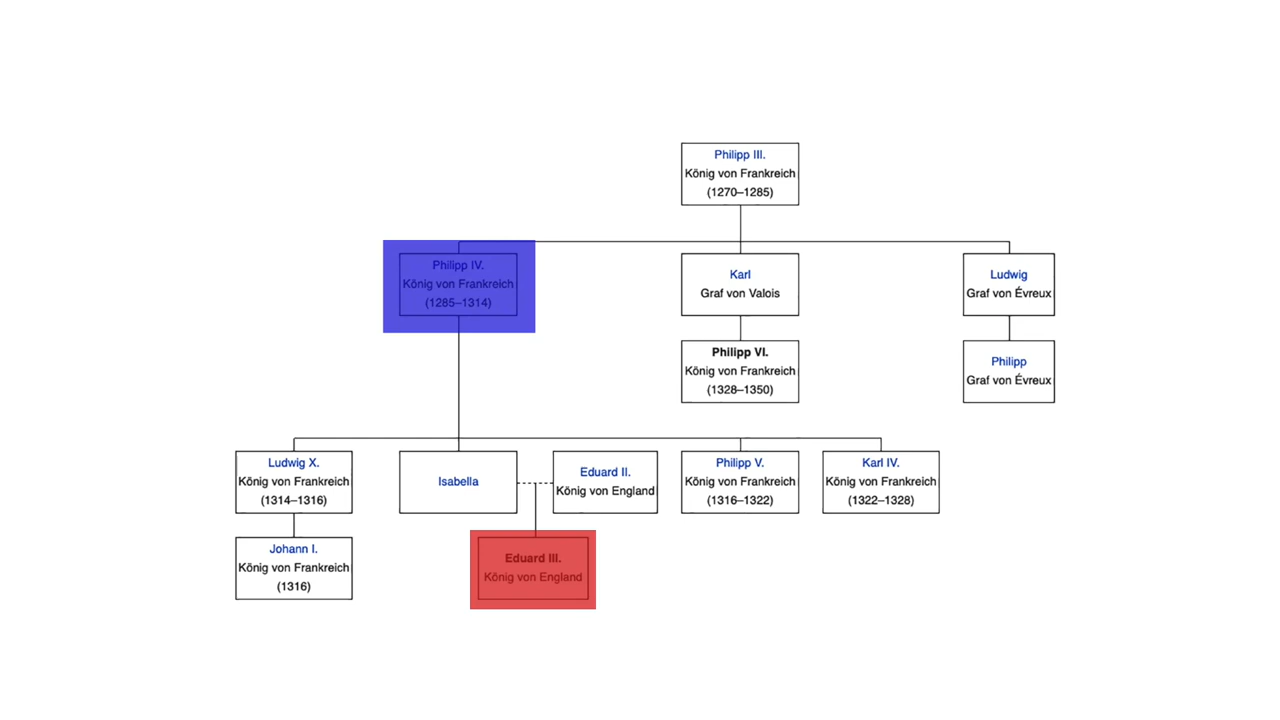 Philipp III.
König von Frankreich
(1270–1285)
Philipp IV.
König von Frankreich
(1285–1314)
Karl
Graf von Valois
Ludwig
Graf von Évreux
Philipp VI.
König von Frankreich
(1328–1350)
Philipp
Graf von Évreux
Ludwig X.
König von Frankreich
(1314–1316)
Isabella
Eduard II.
König von England
Philipp V.
König von Frankreich
(1316–1322)
Karl IV.
König von Frankreich
(1322–1328)
Johann I.
König von Frankreich
(1316)
Eduard III.
König von England